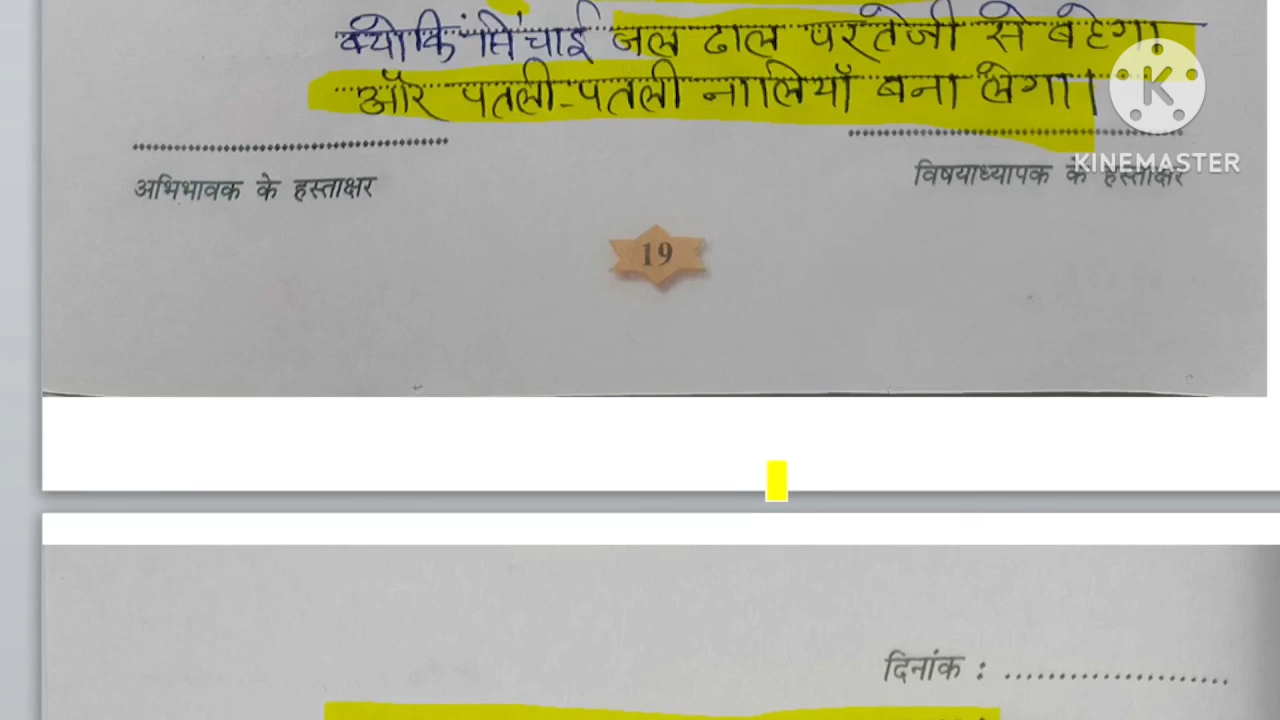 क्योकि सिंचाई जल ढाल पर तेजी से बहेगा
और पतली-पतली नालियाँ बना लेगा।
K
KINEMASTER
अभिभावक के हस्ताक्षर
विषयाध्यापक के हस्ताक्षर
19
दिनांक : .....................